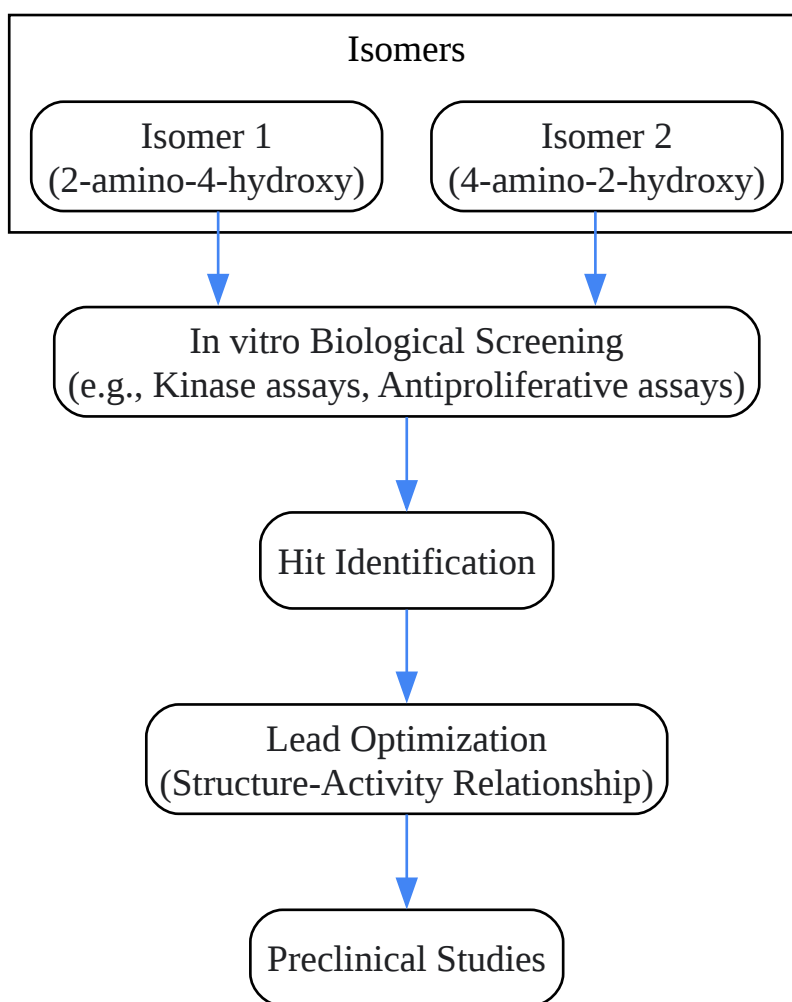 Isomers
Isomer 1
(2-amino-4-hydroxy)
Isomer 2
(4-amino-2-hydroxy)
In vitro Biological Screening
(e.g., Kinase assays, Antiproliferative assays)
Hit Identification
Lead Optimization
(Structure-Activity Relationship)
Preclinical Studies